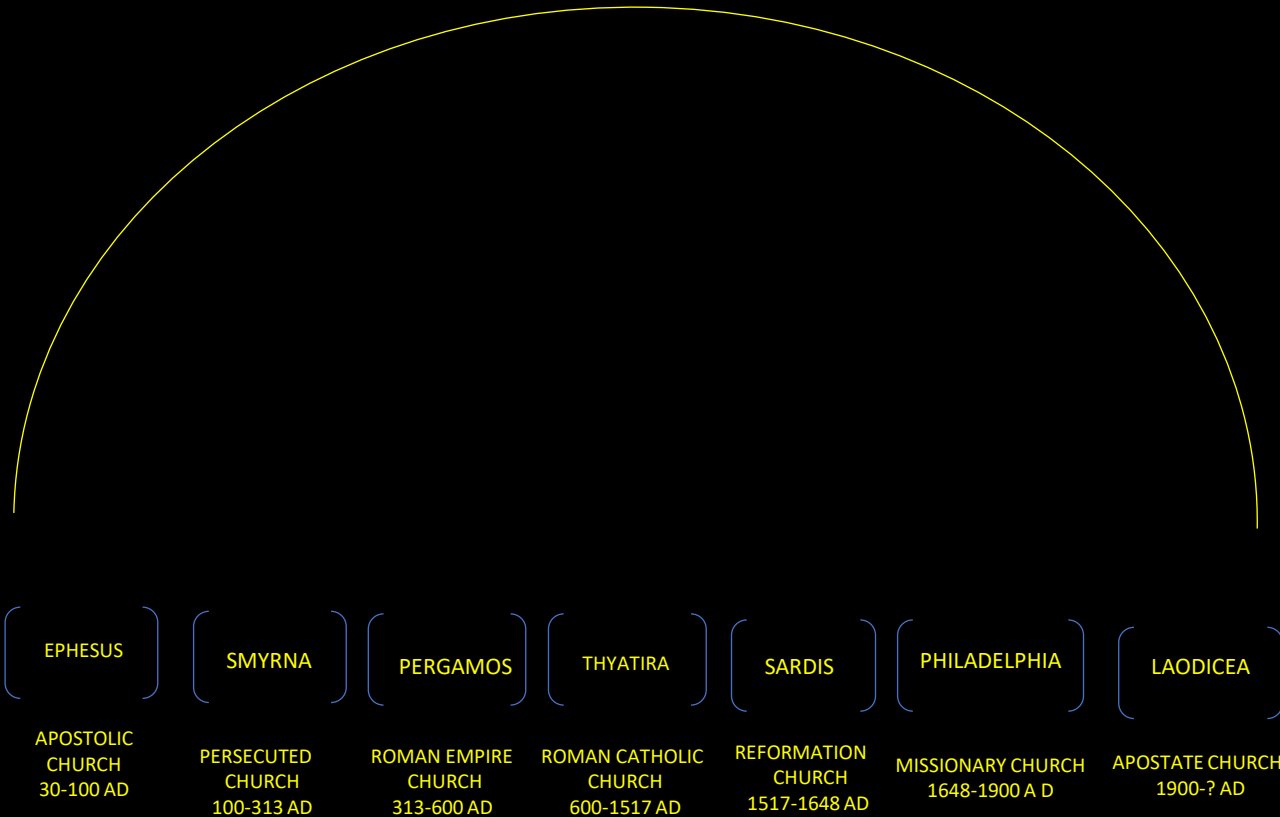 EPHESUS
SMYRNA
PERGAMOS
THYATIRA
SARDIS
PHILADELPHIA
LAODICEA
APOSTOLIC
CHURCH
30-100 AD
PERSECUTED
CHURCH
100-313 AD
ROMAN EMPIRE
CHURCH
313-600 AD
ROMAN CATHOLIC
CHURCH
600-1517 AD
REFORMATION
CHURCH
1517-1648 AD
MISSIONARY CHURCH
1648-1900 A D
APOSTATE CHURCH
1900-? AD